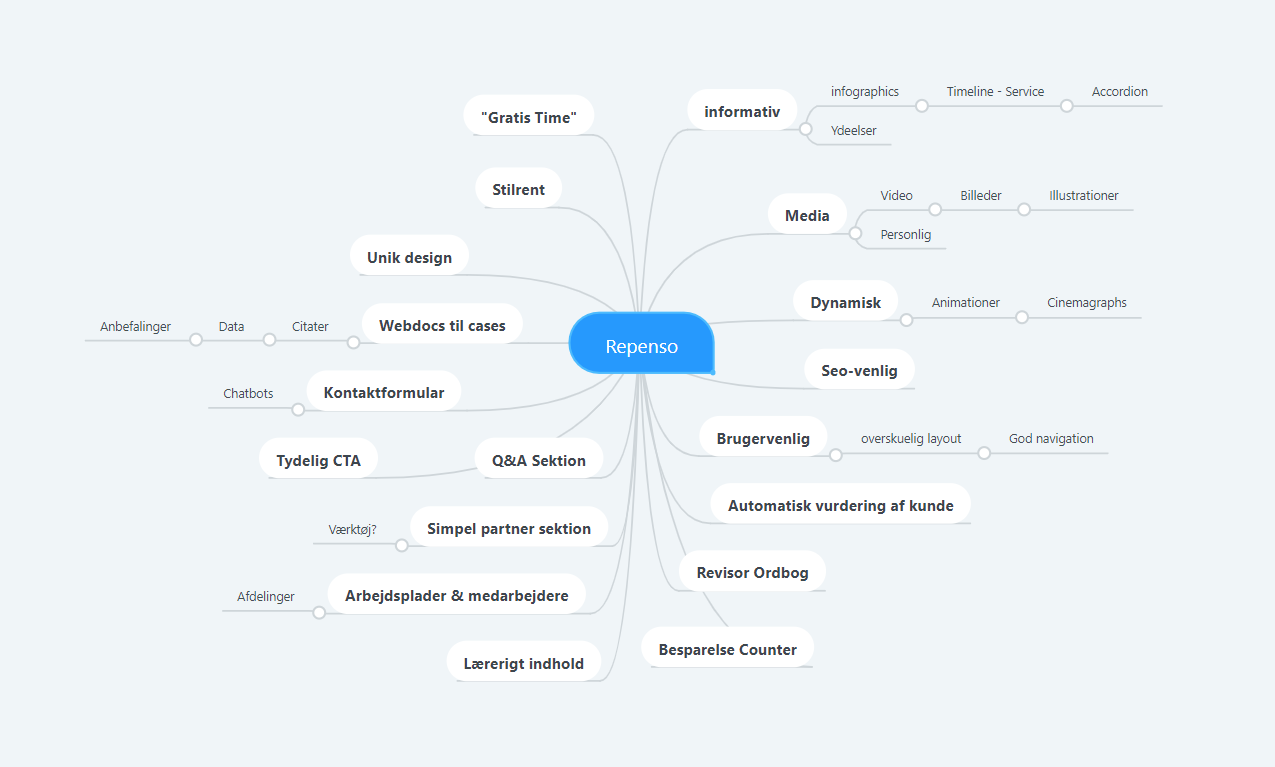 Repenso
"Gratis Time"
Stilrent
Unik design
Webdocs til cases
Citater
Data
Anbefalinger
Kontaktformular
Chatbots
Tydelig CTA
Q&A Sektion
Simpel partner sektion
Værktøj?
Arbejdsplader & medarbejdere
Afdelinger
Lærerigt indhold
informativ
infographics
Timeline - Service
Accordion
Ydeelser
Media
Video
Billeder
Illustrationer
Personlig
Dynamisk
Animationer
Cinemagraphs
Seo-venlig
Brugervenlig
overskuelig layout
God navigation
Automatisk vurdering af kunde
Revisor Ordbog
Besparelse Counter